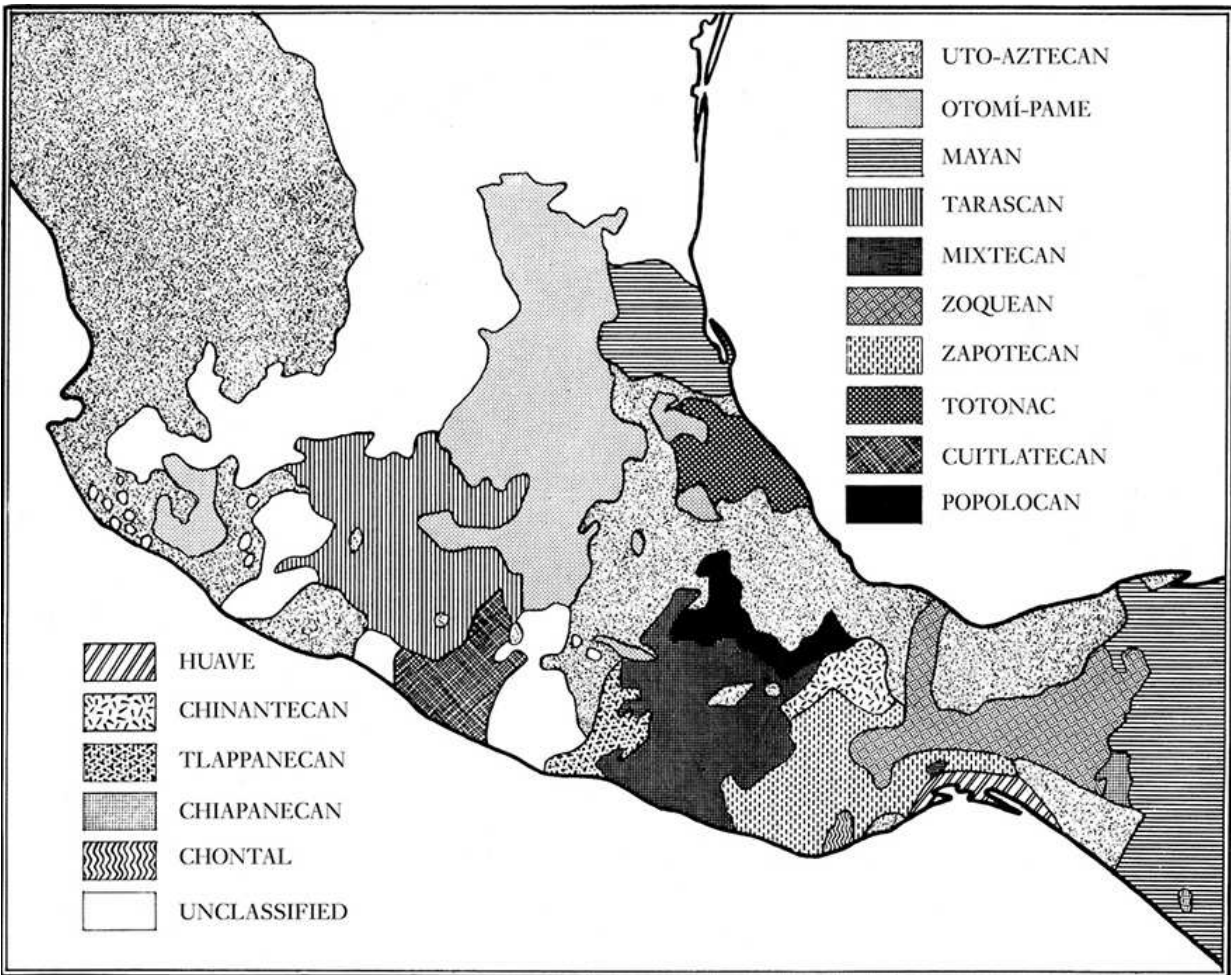 UTO-AZTECAN
OTOMÍ-PAME
MAYAN
TARASCAN
MIXTECAN
ZOQUEAN
ZAPOTECAN
TOTONAC
CUITLATECAN
POPOLOCAN
HUAVE
CHINANTECAN
TLAPPANECAN
CHIAPANECAN
CHONTAL
UNCLASSIFIED